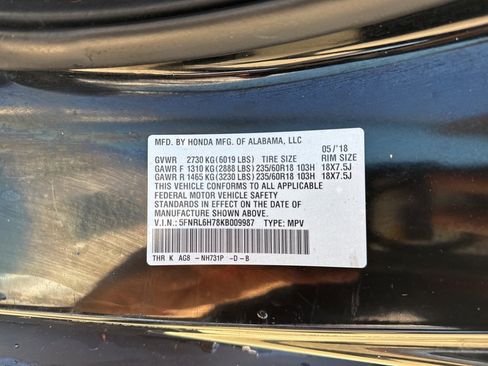 MFD. BY HONDA MFG. OF ALABAMA, LLC 05/'18
GVWR 2730 KG (6019 LBS) TIRE SIZE RIM SIZE
GAWR F 1310 KG (2888 LBS) 235/60R18 103H 18X7.5J
GAWR R 1465 KG (3230 LBS) 235/60R18 103H 18X7.5J
THIS VEHICLE CONFORMS TO ALL APPLICABLE
FEDERAL MOTOR VEHICLE SAFETY
STANDARDS IN EFFECT ON THE DATE OF
MANUFACTURE SHOWN ABOVE.
V.I.N.: 5FNRL6H78KB009987 TYPE: MPV
THR K AG8 -NH731P -D-B